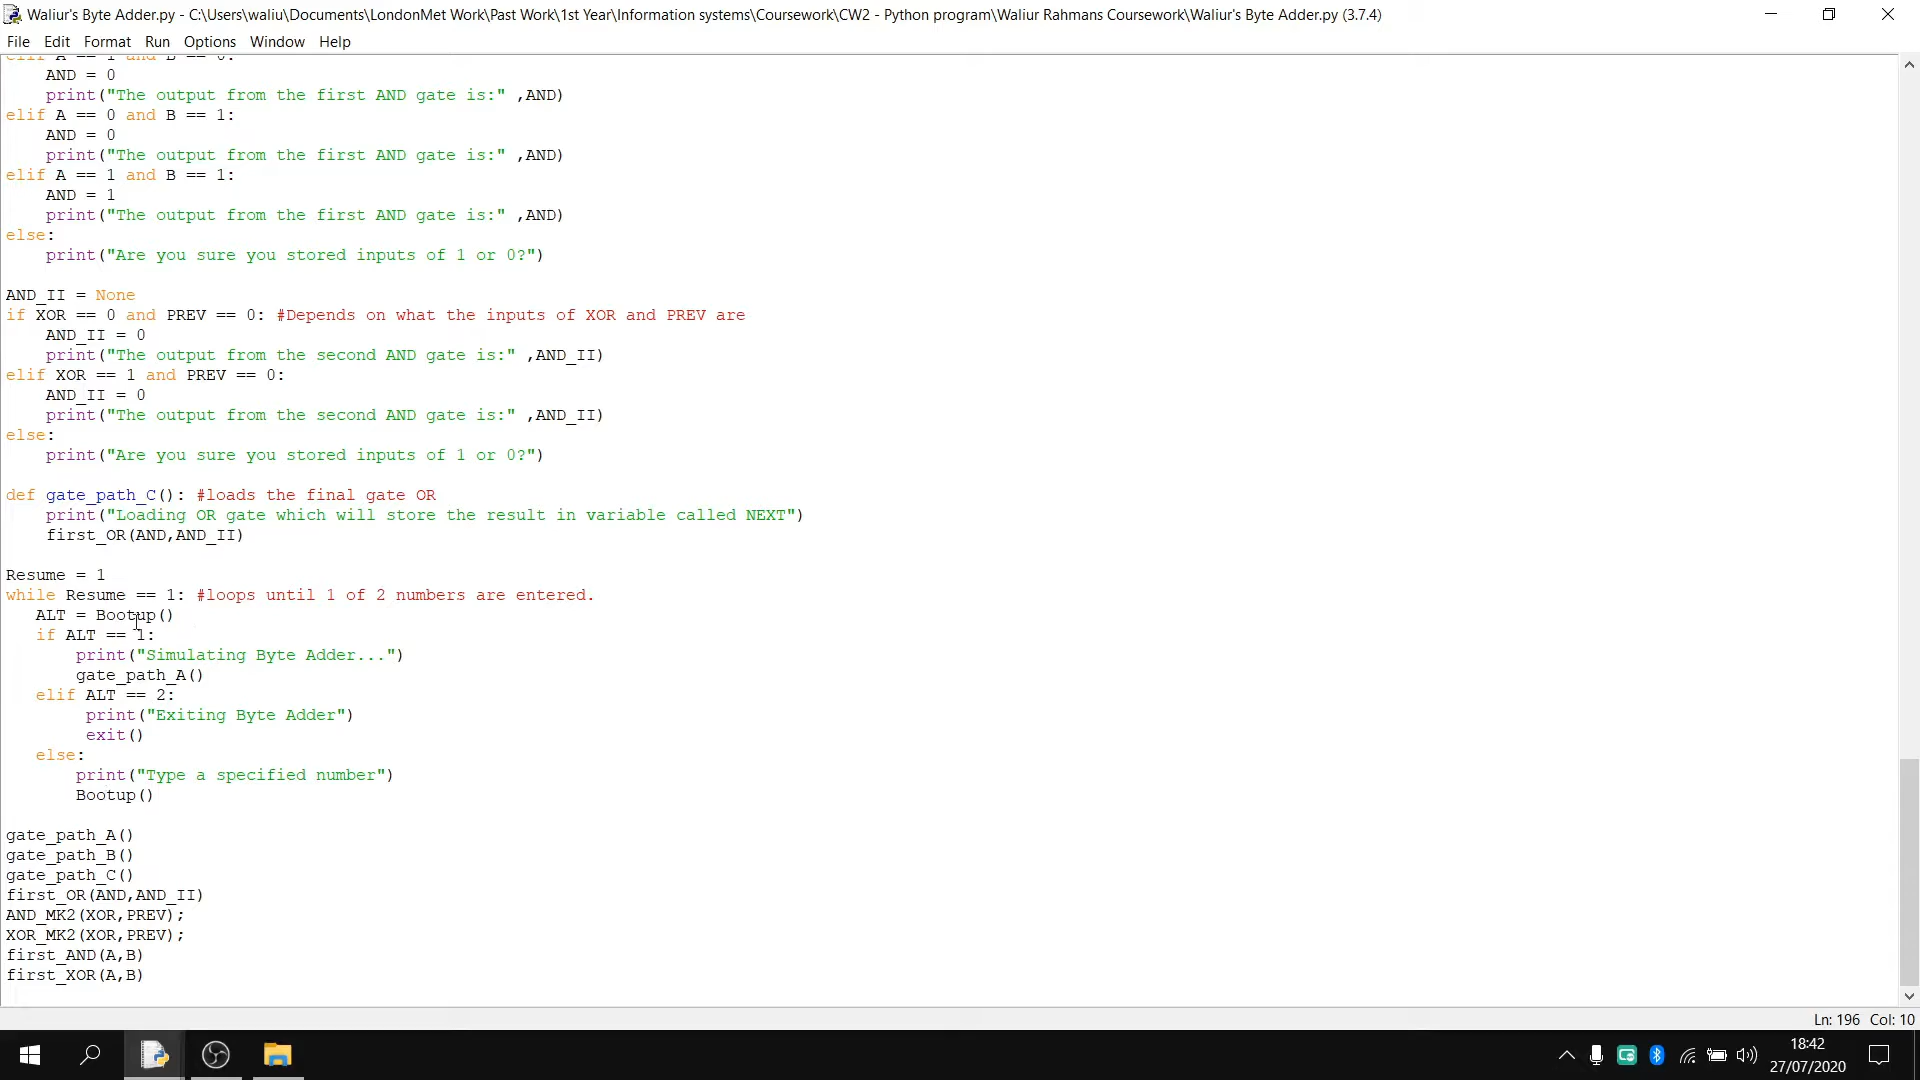 Waliur's Byte Adder.py - C:\Users\waliu\Documents\LondonMet Work\Past Work\1st Year\Information systems\Coursework\CW2 - Python program\Waliur Rahmans Coursework\Waliur's Byte Adder.py (3.7.4)
File Edit Format Run Options Window Help
elif A == 1 and B == 0:
    AND = 0
    print("The output from the first AND gate is:" ,AND)
elif A == 0 and B == 1:
    AND = 0
    print("The output from the first AND gate is:" ,AND)
elif A == 1 and B == 1:
    AND = 1
    print("The output from the first AND gate is:" ,AND)
else:
    print("Are you sure you stored inputs of 1 or 0?")
AND_II = None
if XOR == 0 and PREV == 0: #Depends on what the inputs of XOR and PREV are
    AND_II = 0
    print("The output from the second AND gate is:" ,AND_II)
elif XOR == 1 and PREV == 0:
    AND_II = 0
    print("The output from the second AND gate is:" ,AND_II)
else:
    print("Are you sure you stored inputs of 1 or 0?")
def gate_path_C(): #loads the final gate OR
    print("Loading OR gate which will store the result in variable called NEXT")
    first_OR(AND,AND_II)
Resume = 1
while Resume == 1: #loops until 1 of 2 numbers are entered.
   ALT = Bootup()
   if ALT == 1:
       print("Simulating Byte Adder...")
       gate_path_A()
   elif ALT == 2:
        print("Exiting Byte Adder")
        exit()
   else:
       print("Type a specified number")
       Bootup()
gate_path_A()
gate_path_B()
gate_path_C()
first_OR(AND,AND_II)
AND_MK2(XOR,PREV);
XOR_MK2(XOR,PREV);
first_AND(A,B)
first_XOR(A,B)
Ln: 196 Col: 10
18:42
27/07/2020